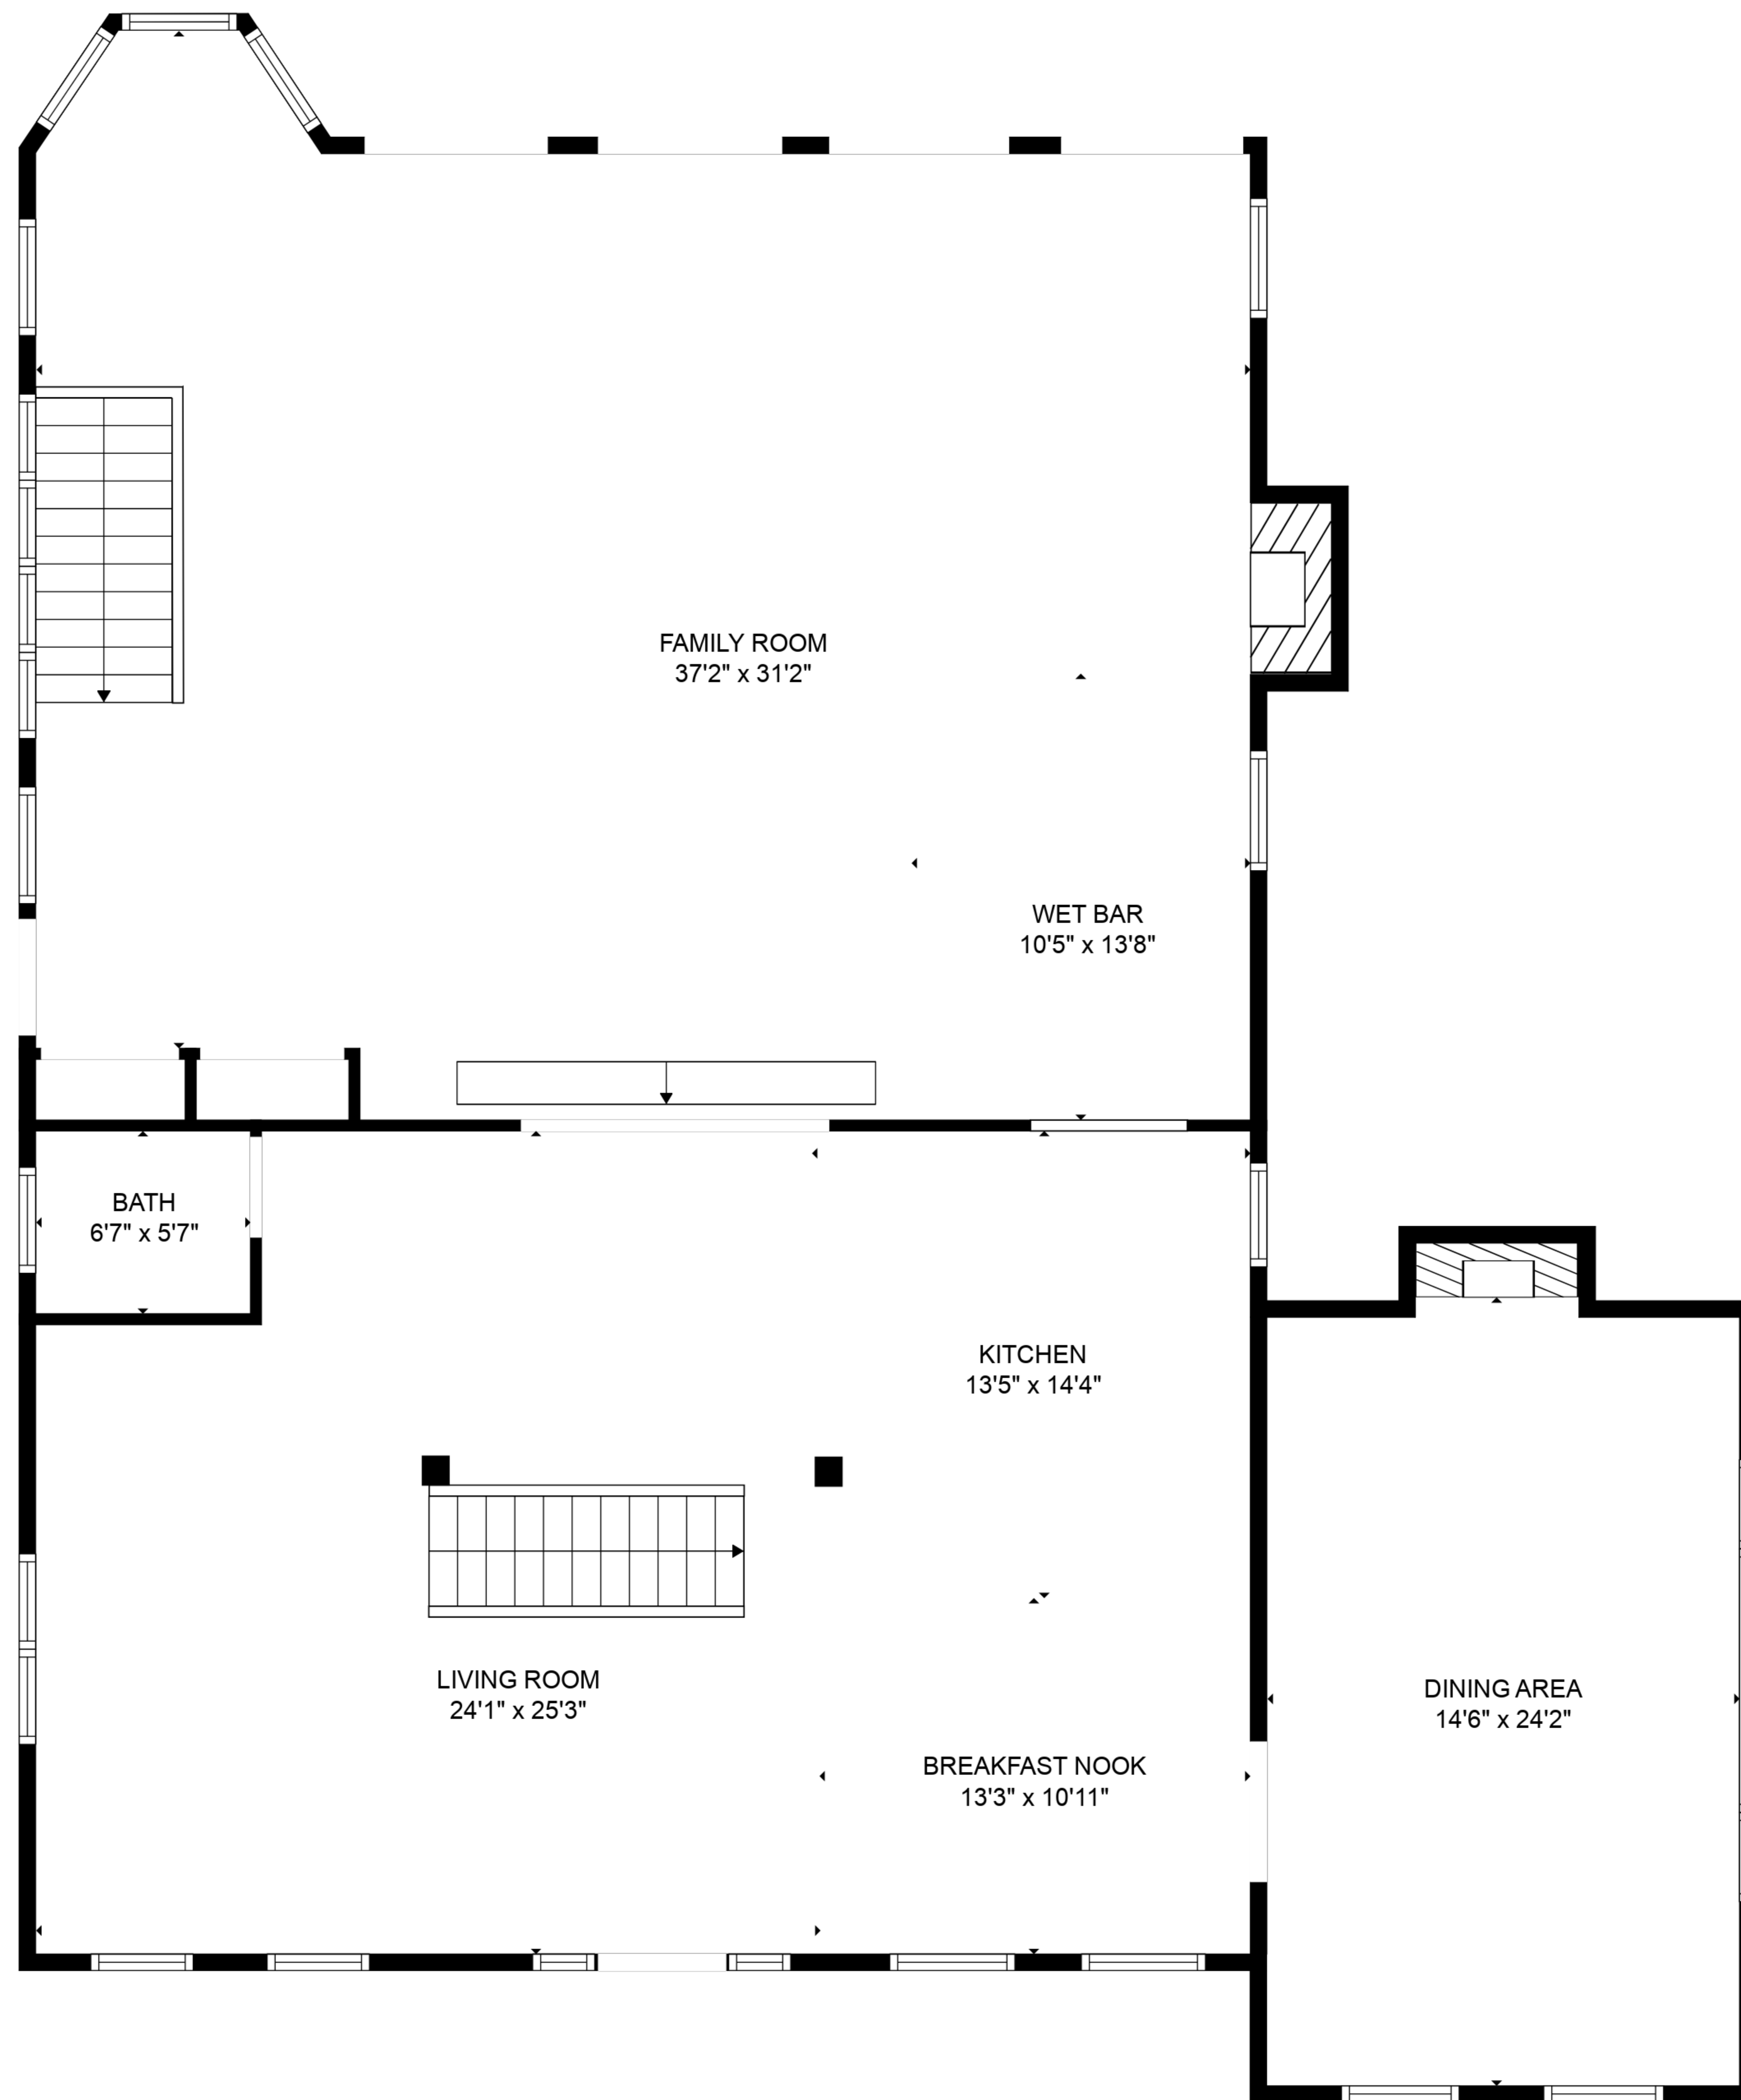 FAMILY ROOM
37'2" x 31'2"
WET BAR
10'5" x 13'8"
BATH
6'7" x 5'7"
KITCHEN
13'5" x 14'4"
LIVING ROOM
24'1" x 25'3"
DINING AREA
14'6" x 24'2"
BREAKFAST NOOK
13'3" x 10'11"